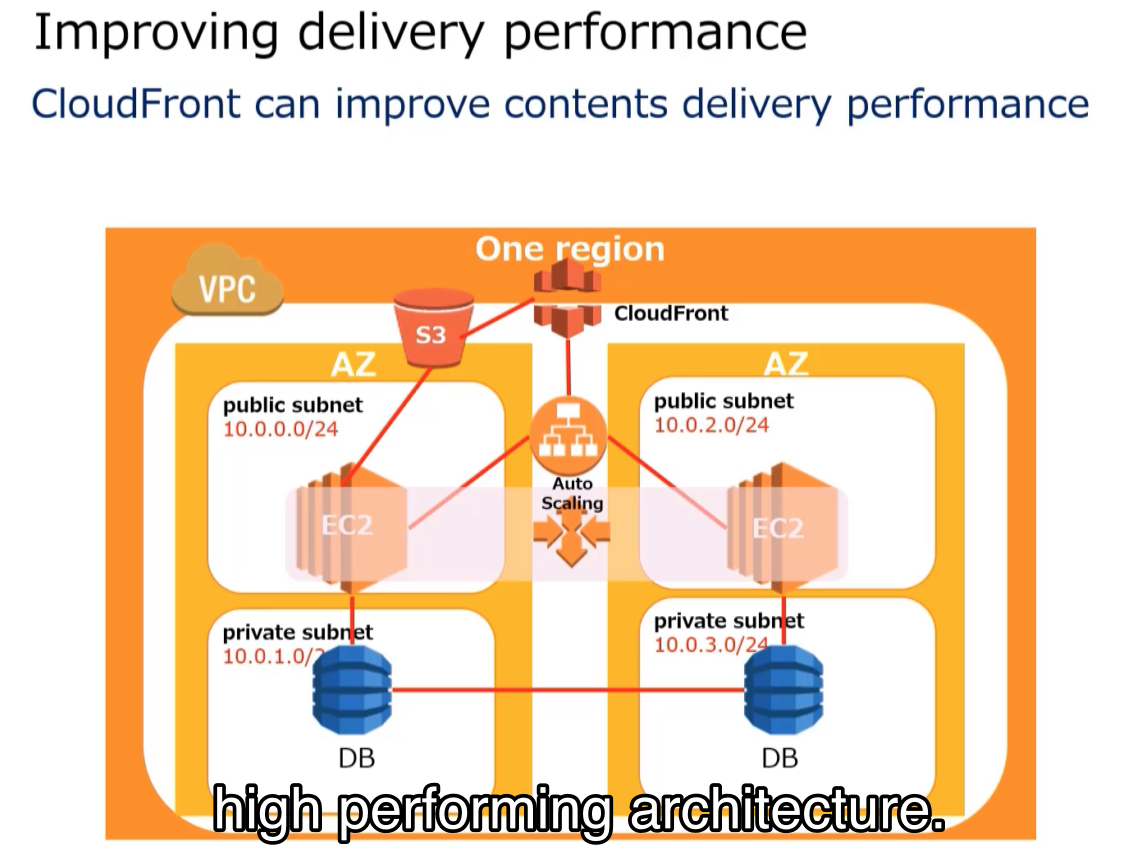 Improving delivery performance
CloudFront can improve contents delivery performance
One region
VPC
CloudFront
S3
AZ
AZ
public subnet
10.0.0.0/24
public subnet
10.0.2.0/24
Auto
Scaling
EC2
EC2
private subnet
10.0.1.0/
private subnet
10.0.3.0/24
DB
DB
high performing architecture.